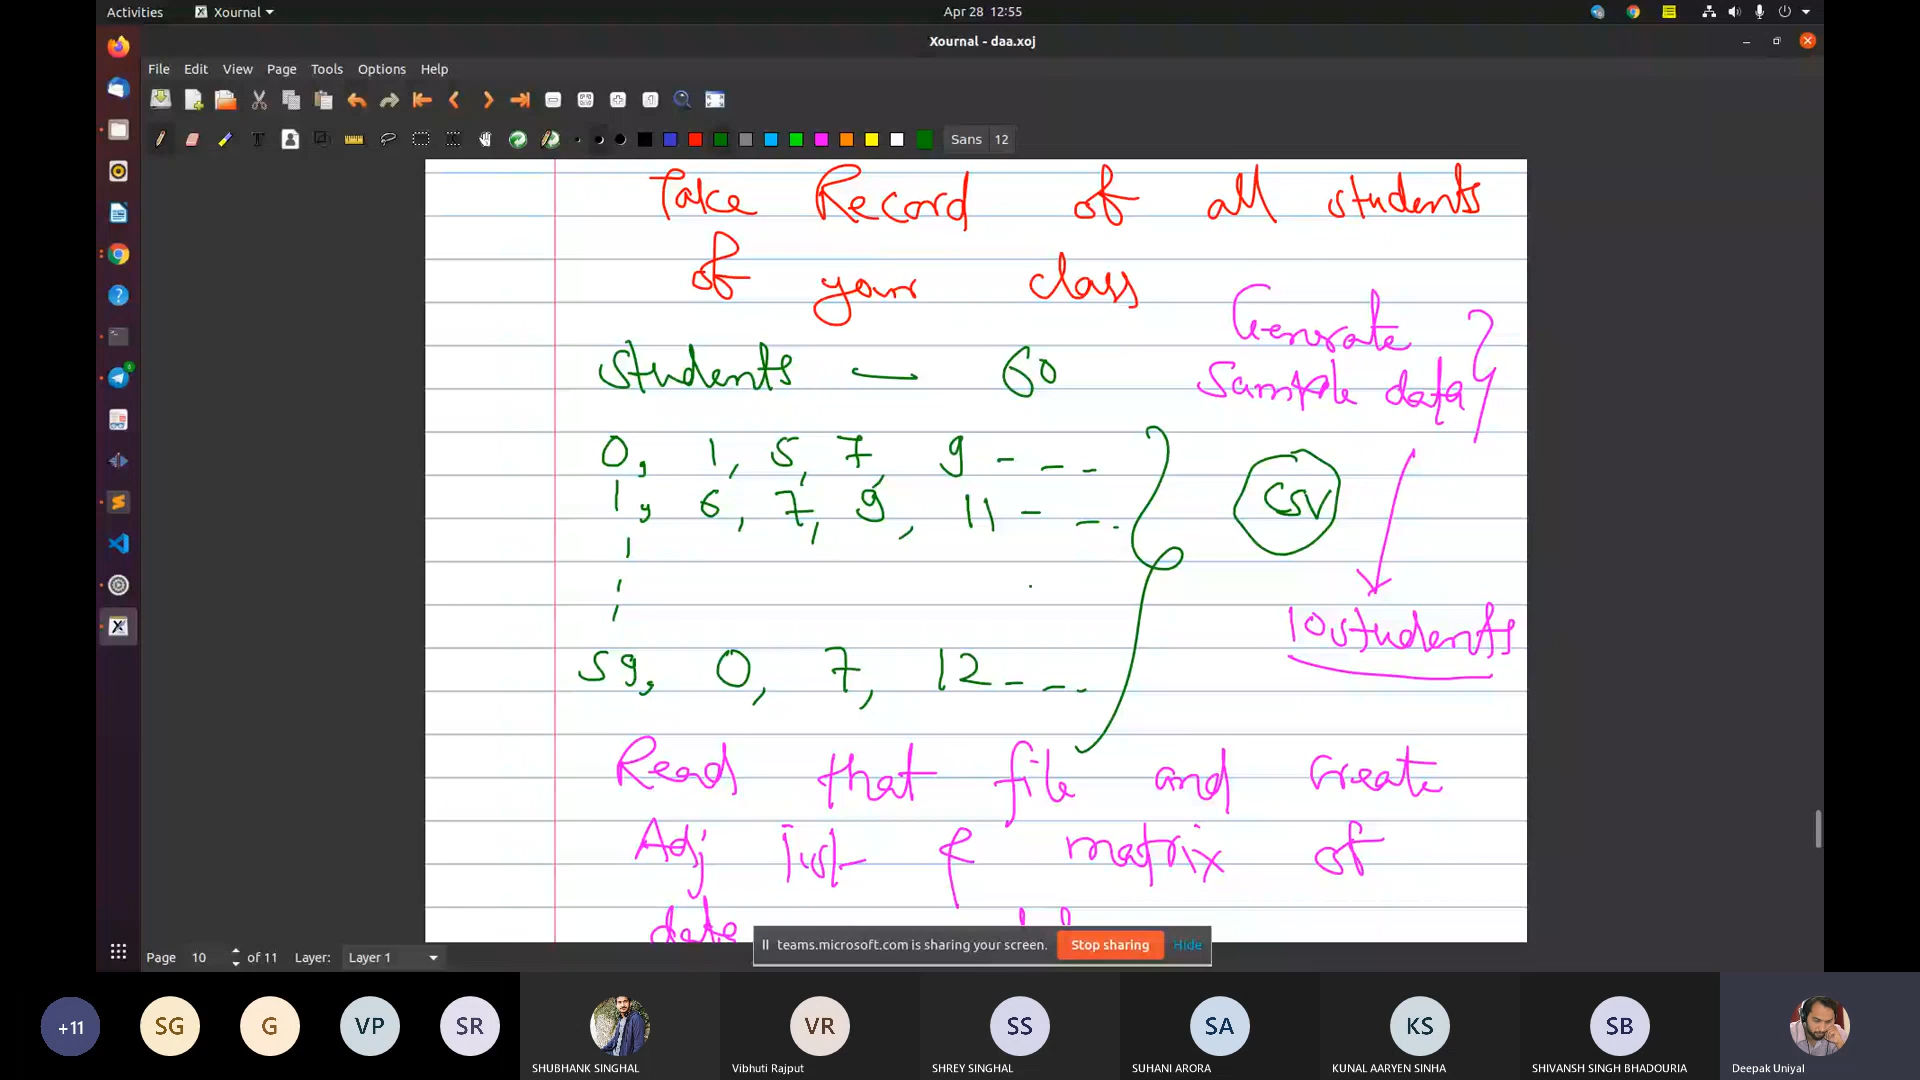 Activities
Xournal
Apr 28 12:55
Xournal - daa.xoj
File Edit View Page Tools Options Help
Sans 12
Take Record of all students
of your class
Generate
Sample data
students — 60
0, 1, 5, 7, 9 - - -
CSV
1, 6, 7, 9, 11 - - .
10 students
59, 0, 7, 12 - - -
Read that file and create
Adj list & matrix of
teams.microsoft.com is sharing your screen. Stop sharing Hide
Page 10 of 11 Layer: Layer 1
+11 SG G VP SR VR SS SA KS SB
SHUBHANK SINGHAL Vibhuti Rajput SHREY SINGHAL SUHANI ARORA KUNAL AARYEN SINHA SHIVANSH SINGH BHADOURIA Deepak Uniyal